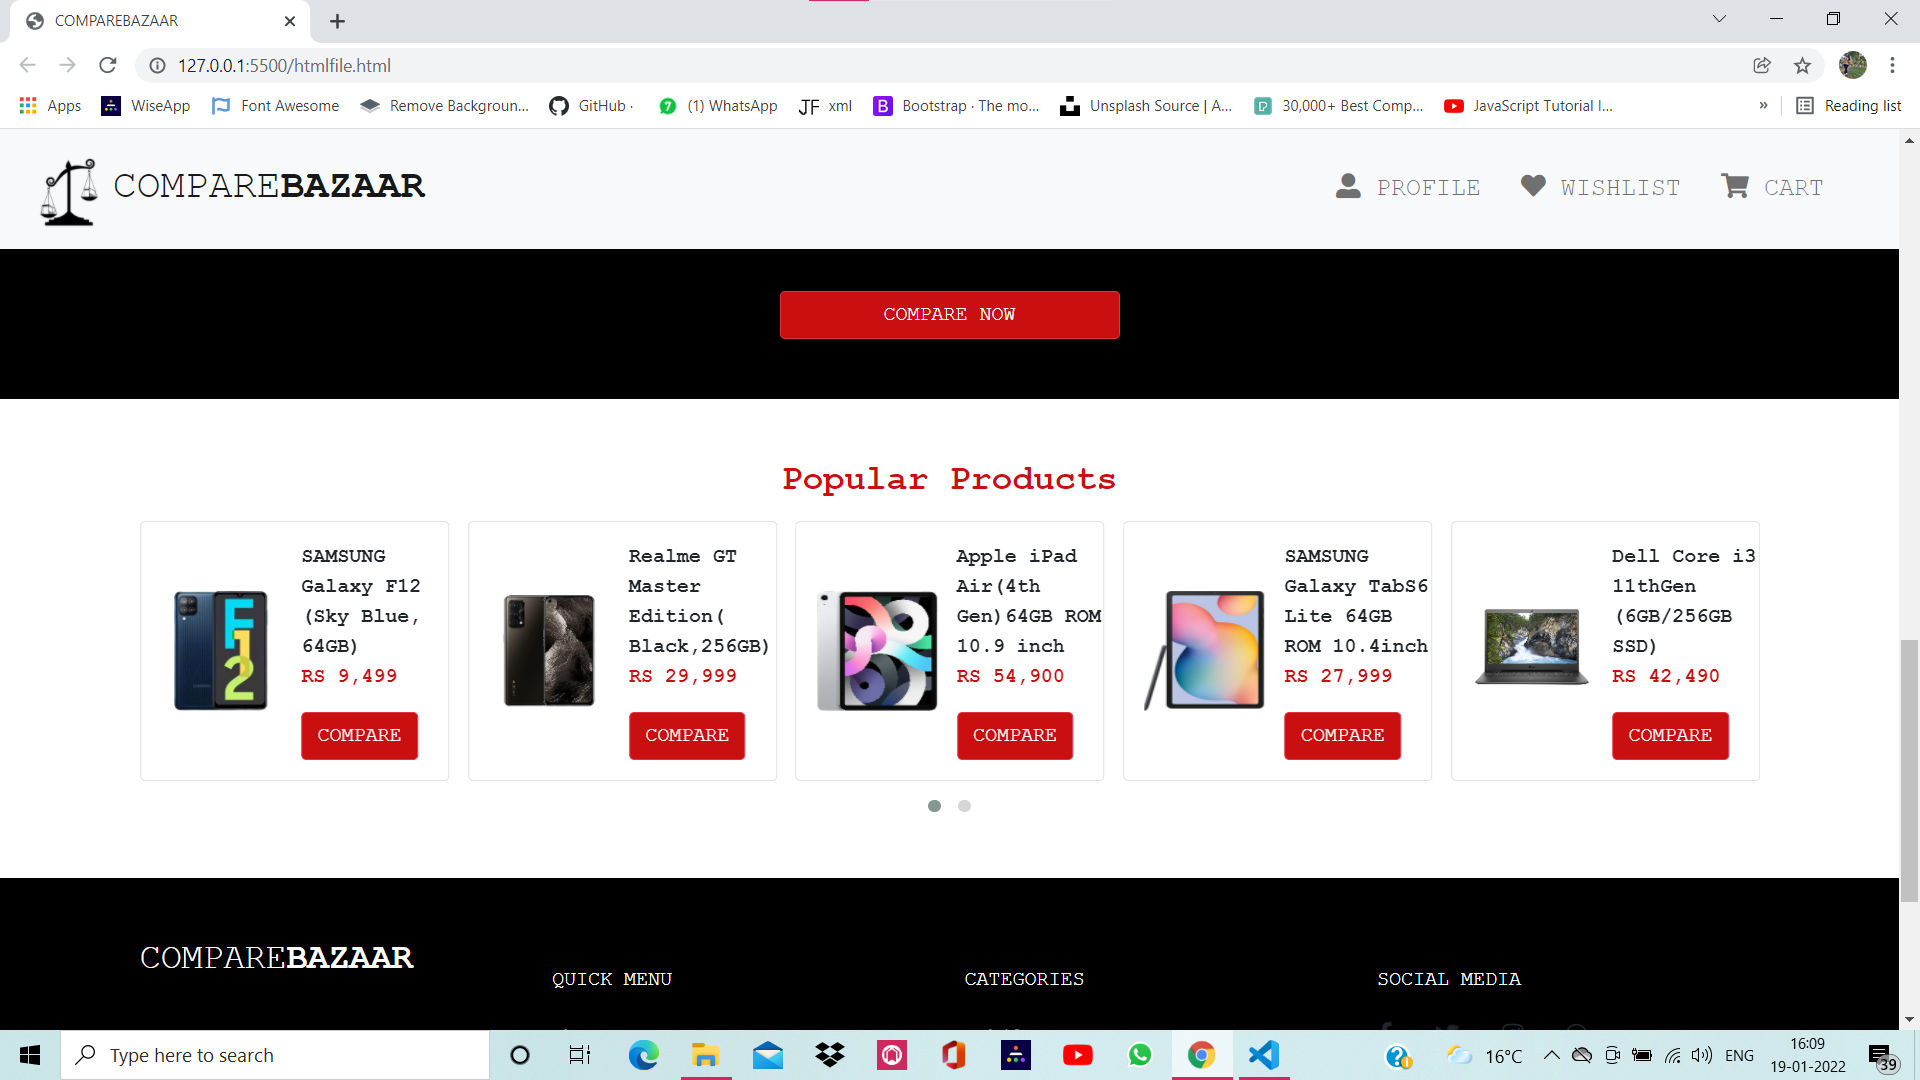 COMPAREBAZAAR
127.0.0.1:5500/htmlfile.html
Apps WiseApp Font Awesome Remove Backgroun... GitHub · 7 (1) WhatsApp JF xml B Bootstrap · The mo... Unsplash Source | A... 30,000+ Best Comp... JavaScript Tutorial I... » Reading list
COMPAREBAZAAR PROFILE WISHLIST CART
COMPARE NOW
Popular Products
SAMSUNG
Galaxy F12
(Sky Blue,
64GB)
RS 9,499
COMPARE
F12
Realme GT
Master
Edition(
Black,256GB)
RS 29,999
COMPARE
Apple iPad
Air(4th
Gen)64GB ROM
10.9 inch
RS 54,900
COMPARE
SAMSUNG
Galaxy TabS6
Lite 64GB
ROM 10.4inch
RS 27,999
COMPARE
Dell Core i3
11thGen
(6GB/256GB
SSD)
RS 42,490
COMPARE
COMPAREBAZAAR
QUICK MENU
CATEGORIES
SOCIAL MEDIA
Type here to search
16°C
ENG
16:09
19-01-2022
39